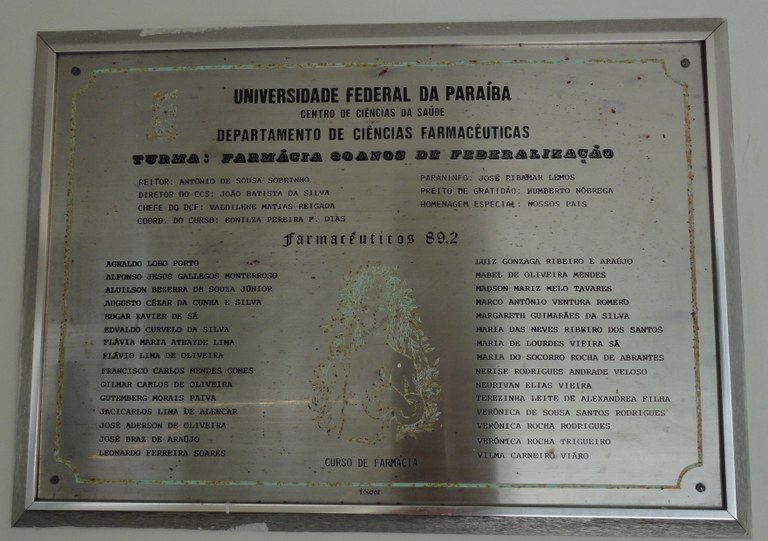 UNIVERSIDADE FEDERAL DA PARAÍBA
CENTRO DE CIÊNCIAS DA SAÚDE
DEPARTAMENTO DE CIÊNCIAS FARMACÊUTICAS
TURMA: FARMÁCIA 00ANOS DE FEDERALIZAÇÃO
REITOR: ANTÔNIO DE SOUSA SOBRINHO
DIRETOR DO CCS: JOÃO BATISTA DA SILVA
CHEFE DO DCF: VALDILENE MATIAS REIGADA
COORD. DO CURSO: EDNILZA PEREIRA F. DIAS
PARANINFO: JOSÉ RIBAMAR LEMOS
PREITO DE GRATIDÃO: HUMBERTO NÓBREGA
HOMENAGEM ESPECIAL: NOSSOS PAIS
Farmacêuticos 89.2
AGNALDO LOBO PORTO
ALFONSO JESUS GALLEGOS MONTERROSO
ALUILSON BEZERRA DE SOUZA JÚNIOR
AUGUSTO CÉZAR DA CUNHA E SILVA
EDGAR XAVIER DE SÁ
EDVALDO CURVELO DA SILVA
FLÁVIA MARIA ATHAYDE LIMA
FLÁVIO LIMA DE OLIVEIRA
FRANCISCO CARLOS MENDES GOMES
GILMAR CARLOS DE OLIVEIRA
GUTEMBERG MORAIS PAIVA
JACICARLOS LIMA DE ALENCAR
JOSÉ ADERSON DE OLIVEIRA
JOSÉ BRAZ DE ARAÚJO
LEONARDO FERREIRA SOARES
LUIZ GONZAGA RIBEIRO E ARAÚJO
MABEL DE OLIVEIRA MENDES
MADSON MARIZ MELO TAVARES
MARCO ANTÔNIO VENTURA ROMERO
MARGARETH GUIMARÃES DA SILVA
MARIA DAS NEVES RIBEIRO DOS SANTOS
MARIA DE LOURDES VIEIRA SÁ
MARIA DO SOCORRO ROCHA DE ABRANTES
NERISE RODRIGUES ANDRADE VELOSO
NEURIVAN ELIAS VIEIRA
TEREZINHA LEITE DE ALEXANDREA FILHA
VERÔNICA DE SOUSA SANTOS RODRIGUES
VERÔNICA ROCHA RODRIGUES
VERÔNICA ROCHA TRIGUEIRO
VILMA CARNEIRO VIÁRO
CURSO DE FARMÁCIA